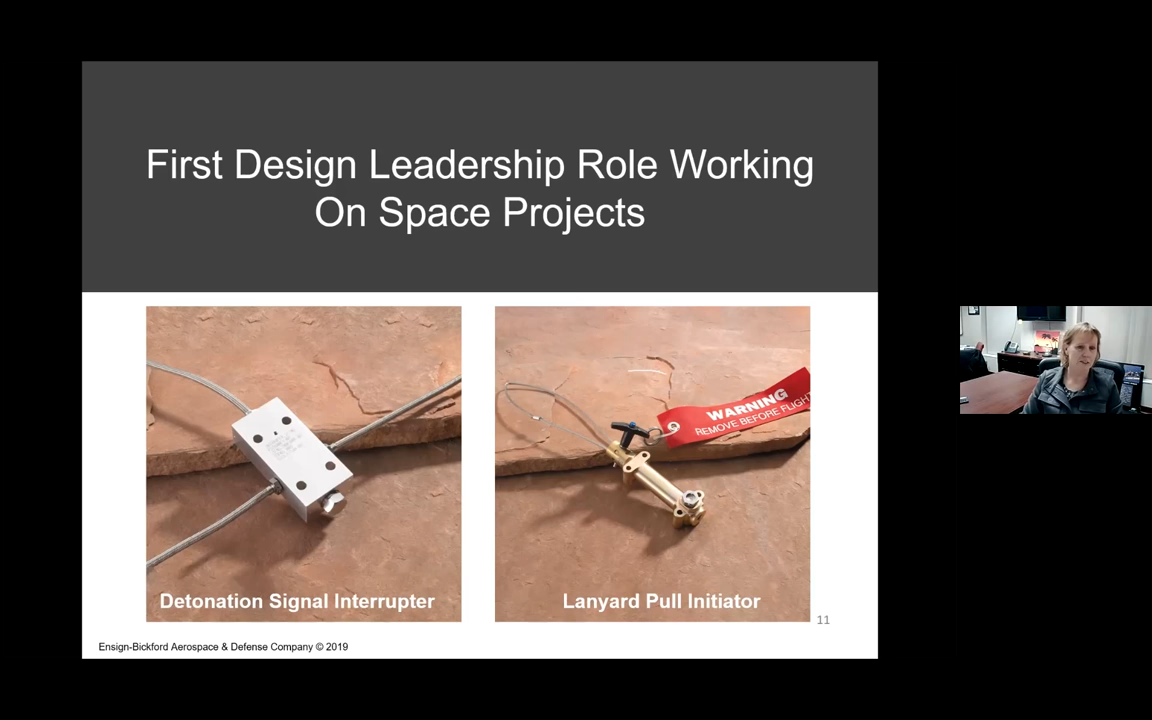 First Design Leadership Role Working
On Space Projects
WARNING
REMOVE BEFORE FLIGHT
Detonation Signal Interrupter
Lanyard Pull Initiator
11
Ensign-Bickford Aerospace & Defense Company © 2019